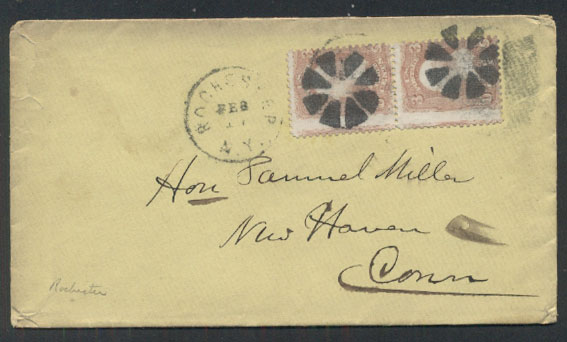 ROCHESTER
FEB
N.Y.
Hon Samuel Miller
New Haven
Conn
Rochester